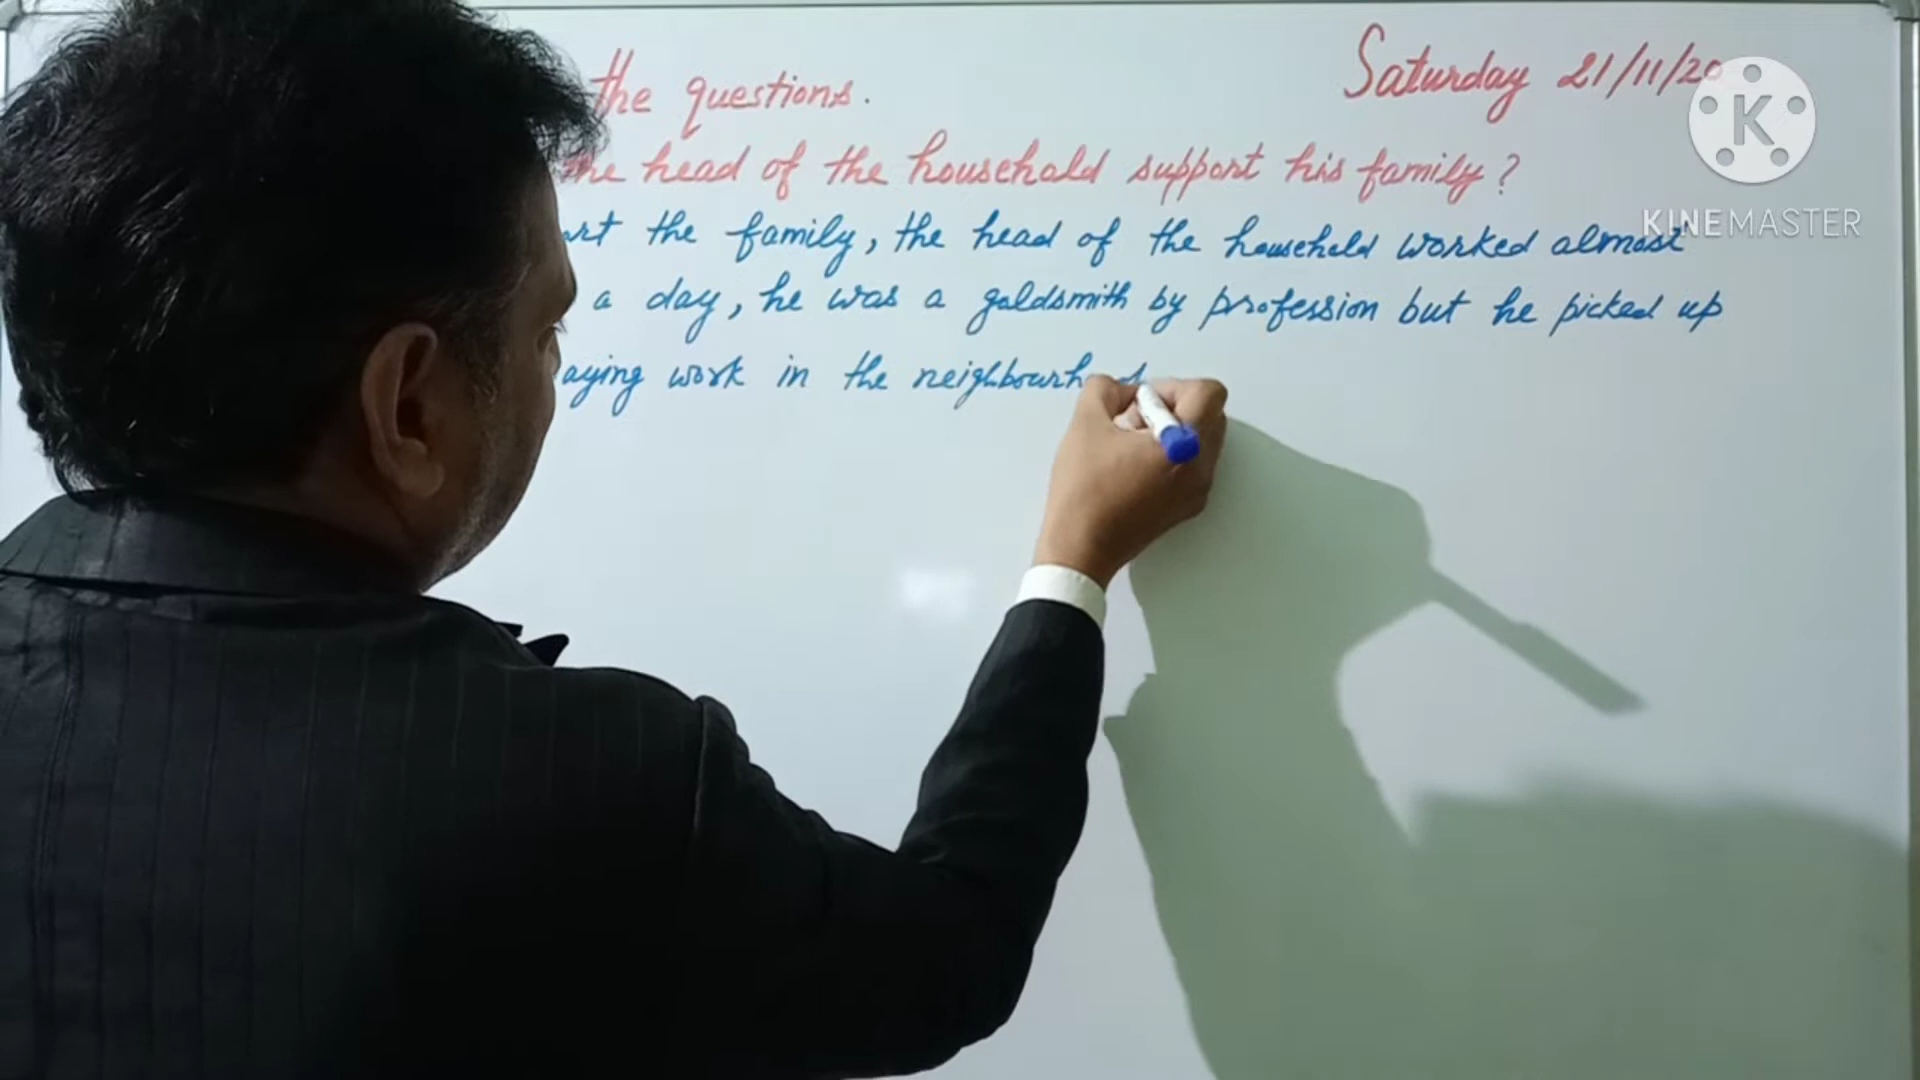 the questions. Saturday 21/11/20
the head of the household support his family?
the family, the head of the household worked almost
a day, he was a goldsmith by profession but he picked up
work in the neighbourh
K
KINEMASTER